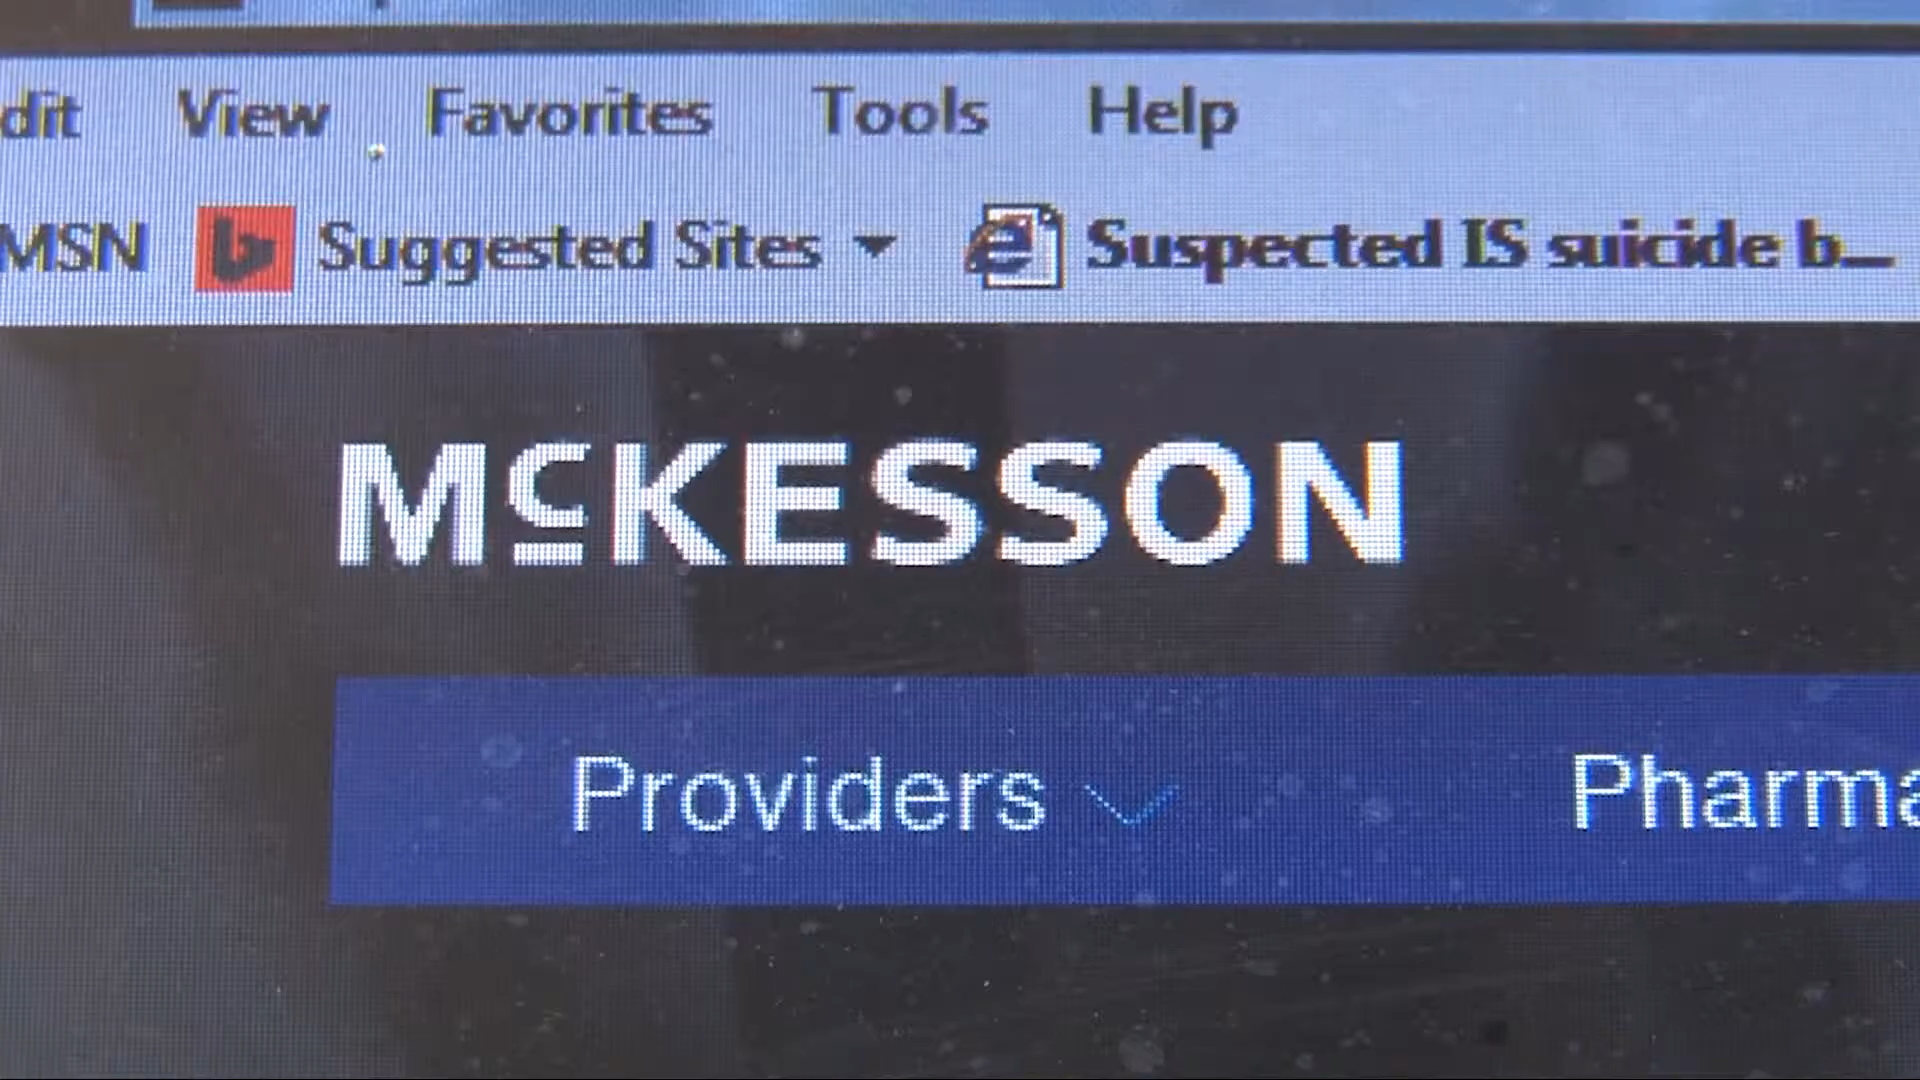 dit View Favorites Tools Help
MSN Suggested Sites Suspected IS suicide b...
McKESSON
Providers Pharma